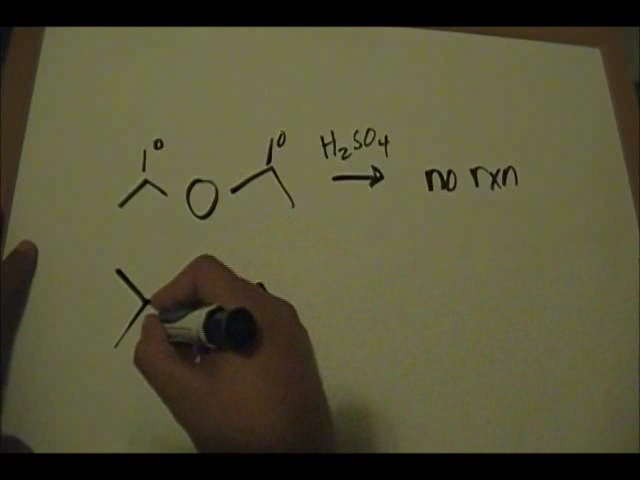 1° 1° H₂SO₄
O → no rxn